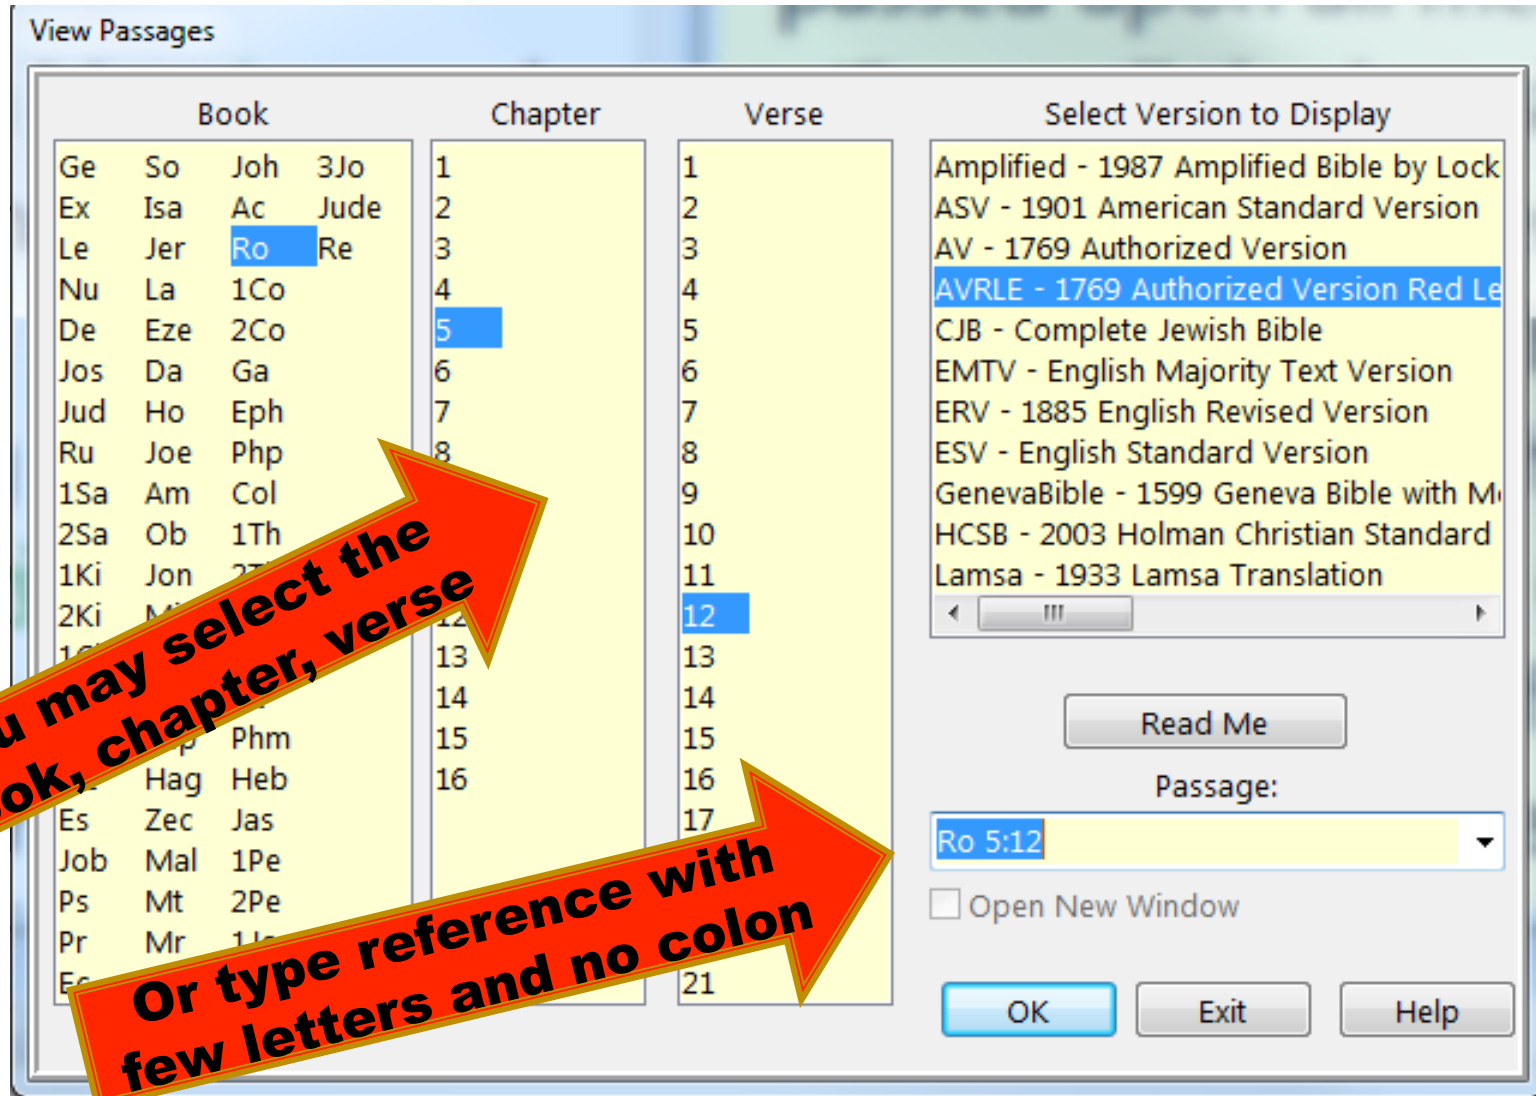 View Passages
Book Chapter Verse Select Version to Display
Ge So Joh 3Jo 1 1 Amplified - 1987 Amplified Bible by Lock
Ex Isa Ac Jude 2 2 ASV - 1901 American Standard Version
Le Jer Ro Re 3 3 AV - 1769 Authorized Version
Nu La 1Co 4 4 AVRLE - 1769 Authorized Version Red Le
De Eze 2Co 5 5 CJB - Complete Jewish Bible
Jos Da Ga 6 6 EMTV - English Majority Text Version
Jud Ho Eph 7 7 ERV - 1885 English Revised Version
Ru Joe Php 8 8 ESV - English Standard Version
1Sa Am Col 9 GenevaBible - 1599 Geneva Bible with
2Sa Ob 1Th 10 HCSB - 2003 Holman Christian Standard
1Ki Jon 11 Lamsa - 1933 Lamsa Translation
2Ki 12 12
13 13
14 14
Phm 15 15
Hag Heb 16 16
Es Zec Jas 17
Job Mal 1Pe
Ps Mt 2Pe
Pr Mr
21
may select the
chapter, verse
Or type reference with
few letters and no colon
Read Me
Passage:
Ro 5:12
Open New Window
OK Exit Help